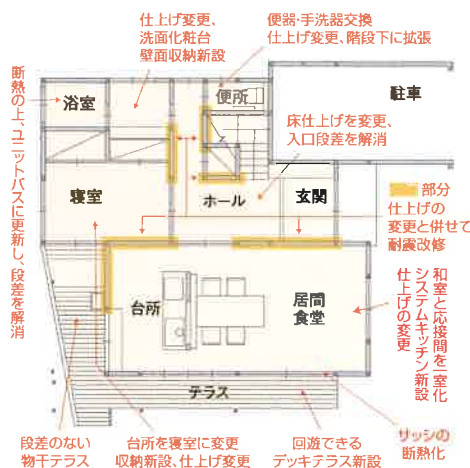 仕上げ変更、
洗面化粧台
壁面収納新設
便器・手洗器交換
仕上げ変更、階段下に拡張
断熱の上、ユニットバスに更新し、段差を解消
浴室
便所
駐車
床仕上げを変更、
入口段差を解消
寝室
ホール
玄関
部分
仕上げの
変更と併せて
耐震改修
台所
居間
食堂
和室と応接間を一室化
システムキッチン新設
仕上げの変更
テラス
サッシの
断熱化
段差のない
物干テラス
台所を寝室に変更
収納新設、仕上げ変更
回遊できる
デッキテラス新設